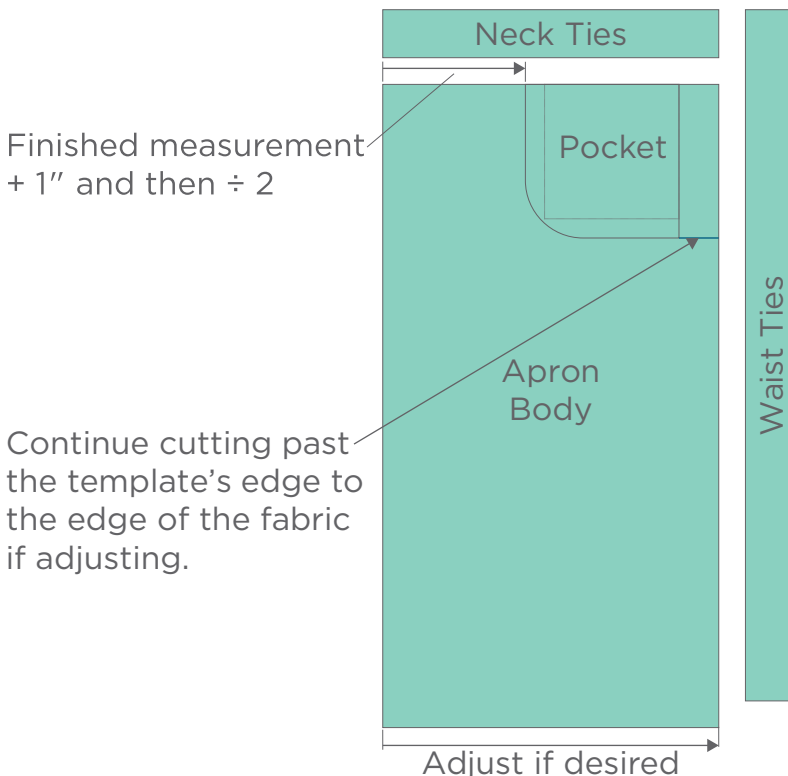 Neck Ties
Finished measurement
+ 1" and then ÷ 2
Pocket
Waist Ties
Apron
Body
Continue cutting past
the template’s edge to
the edge of the fabric
if adjusting.
Adjust if desired